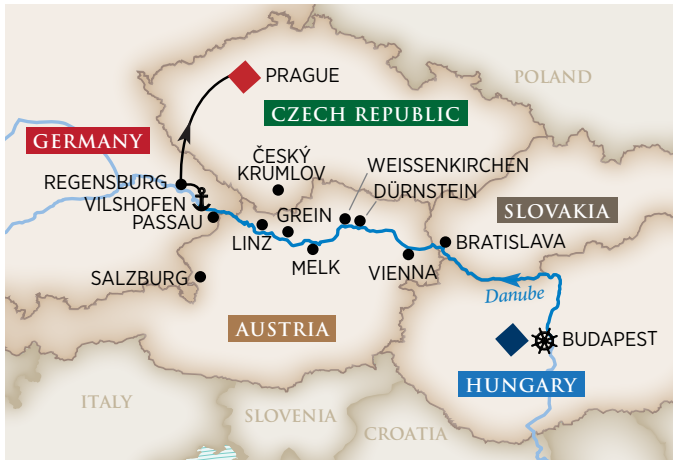 POLAND
PRAGUE
CZECH REPUBLIC
GERMANY
ČESKÝ
KRUMLOV
WEISSENKIRCHEN
DÜRNSTEIN
REGENSBURG
VILSHOFEN
PASSAU
GREIN
LINZ
MELK
VIENNA
SLOVAKIA
BRATISLAVA
SALZBURG
Danube
AUSTRIA
BUDAPEST
HUNGARY
ITALY
SLOVENIA
CROATIA